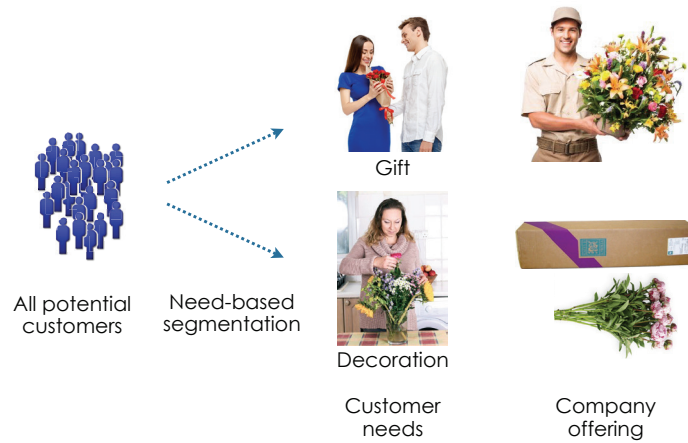 Gift
All potential
customers
Need-based
segmentation
Decoration
Customer
needs
Company
offering